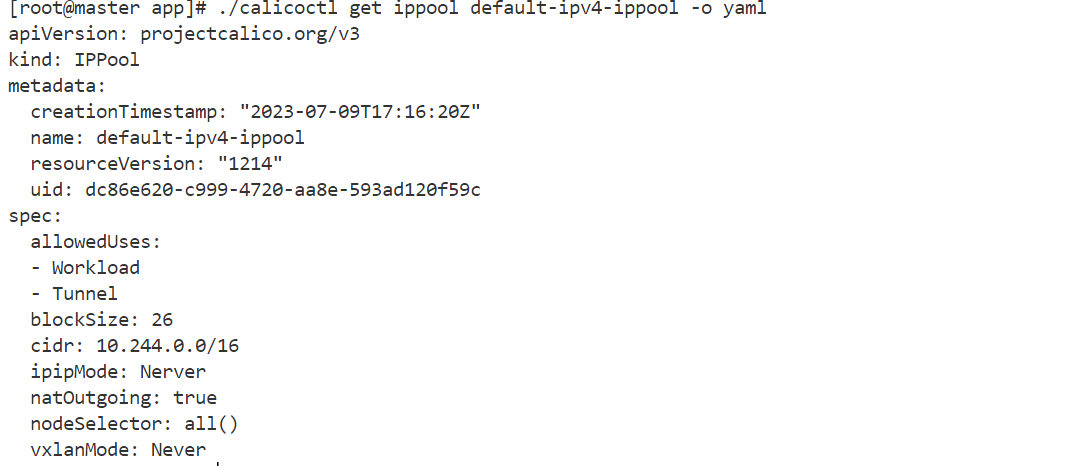 [root@master app]# ./calicoctl get ippool default-ipv4-ippool -o yaml
apiVersion: projectcalico.org/v3
kind: IPPool
metadata:
  creationTimestamp: "2023-07-09T17:16:20Z"
  name: default-ipv4-ippool
  resourceVersion: "1214"
  uid: dc86e620-c999-4720-aa8e-593ad120f59c
spec:
  allowedUses:
  - Workload
  - Tunnel
  blockSize: 26
  cidr: 10.244.0.0/16
  ipipMode: Nerver
  natOutgoing: true
  nodeSelector: all()
  vxlanMode: Never